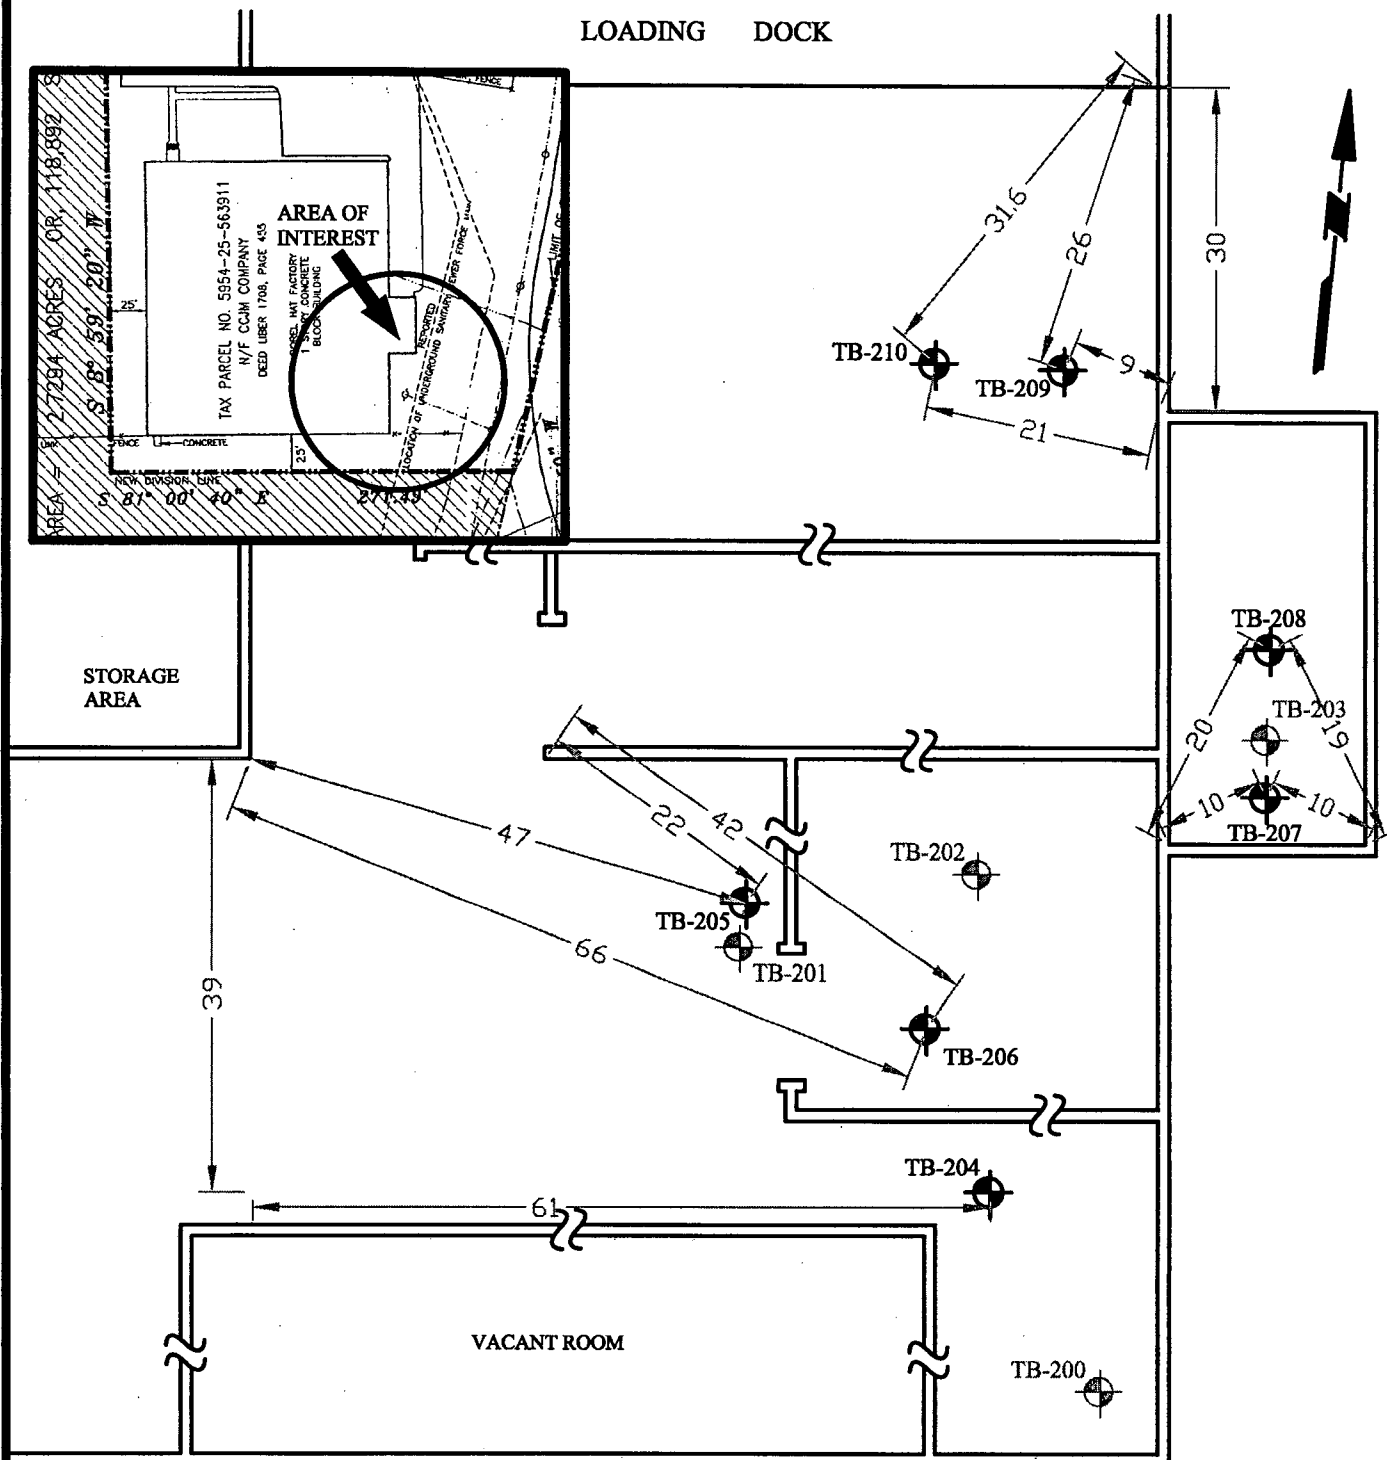 LOADING DOCK
AREA = 2.7294 ACRES OR, 118,892 S
S 8° 59' 20" W
FENCE
TAX PARCEL NO. 5954-25-563911
N/F CCJM COMPANY
DEED LIBER 1708, PAGE 455
HAT FACTORY
1 STORY CONCRETE
BLOCK BUILDING
AREA OF
INTEREST
REPORTED
LOCATION OF UNDERGROUND SANITARY SEWER FORCE MAIN
LIMIT OF
25'
25'
FENCE
CONCRETE
LINK
NEW DIVISION LINE
S 81° 00' 40" E 271.49'
31.6
26
30
N
TB-210
TB-209
9
21
STORAGE
AREA
TB-208
TB-203
20
19
10
10
TB-207
47
22
42
TB-202
TB-205
TB-201
66
39
TB-206
TB-204
61
VACANT ROOM
TB-200